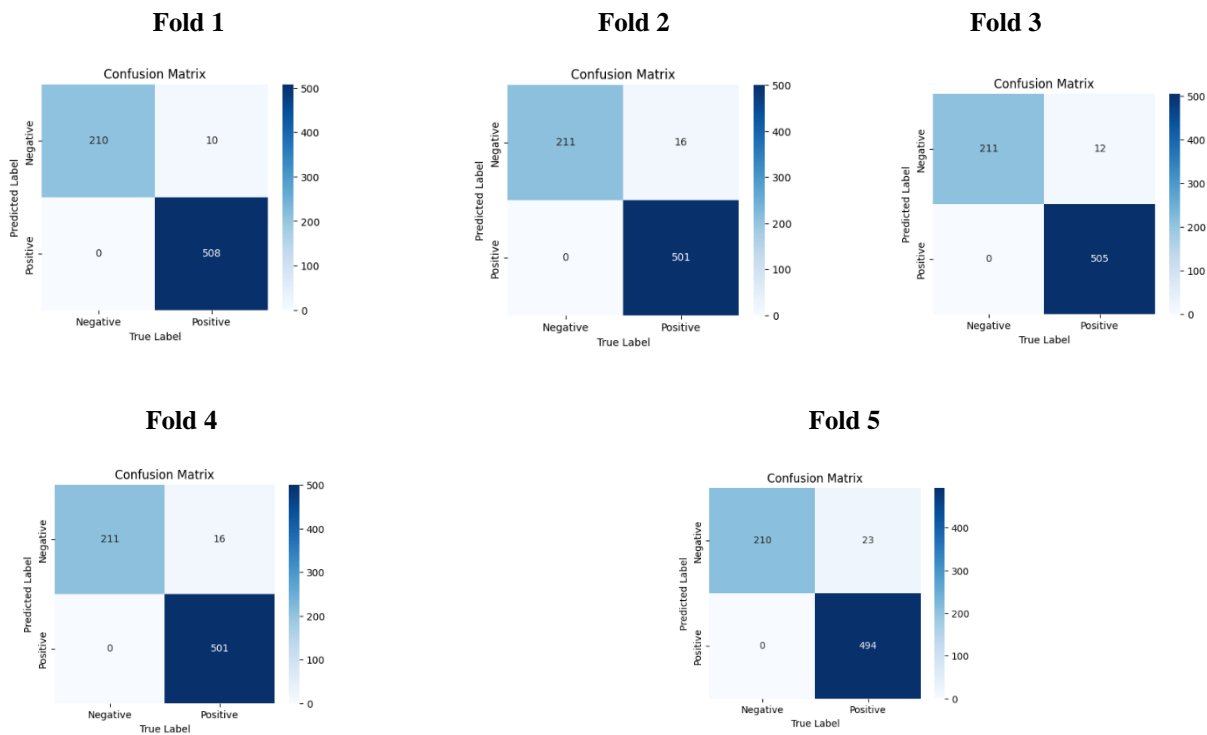 Fold 1
Confusion Matrix
Predicted Label
Negative
Positive
210
10
0
508
Negative
Positive
True Label
500
400
300
200
100
0
Fold 2
Confusion Matrix
Predicted Label
Negative
Positive
211
16
0
501
Negative
Positive
True Label
500
400
300
200
100
0
Fold 3
Confusion Matrix
Predicted Label
Negative
Positive
211
12
0
505
Negative
Positive
True Label
500
400
300
200
100
0
Fold 4
Confusion Matrix
Predicted Label
Negative
Positive
211
16
0
501
Negative
Positive
True Label
500
400
300
200
100
0
Fold 5
Confusion Matrix
Predicted Label
Negative
Positive
210
23
0
494
Negative
Positive
True Label
400
300
200
100
0